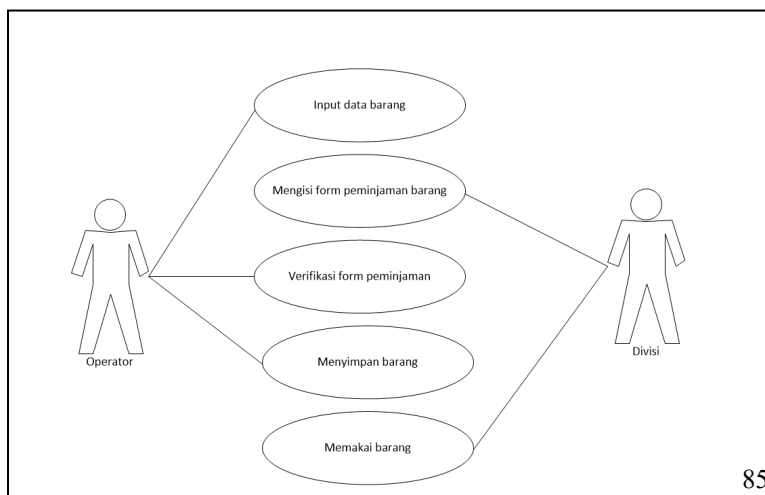 Input data barang
Mengisi form peminjaman barang
Verifikasi form peminjaman
Operator
Menyimpan barang
Divisi
Memakai barang
85